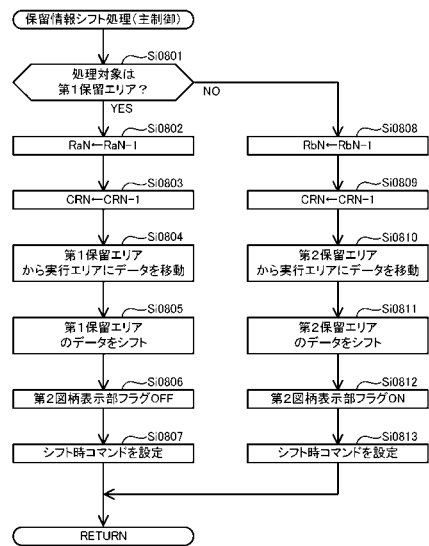 保留情報シフト処理(主制御)
Si0801
処理対象は
第1保留エリア?
YES
NO
Si0802
RaN←RaN-1
Si0803
CRN←CRN-1
Si0804
第1保留エリア
から実行エリアにデータを移動
Si0805
第1保留エリア
のデータをシフト
Si0806
第2図柄表示部フラグOFF
Si0807
シフト時コマンドを設定
Si0808
RbN←RbN-1
Si0809
CRN←CRN-1
Si0810
第2保留エリア
から実行エリアにデータを移動
Si0811
第2保留エリア
のデータをシフト
Si0812
第2図柄表示部フラグON
Si0813
シフト時コマンドを設定
RETURN